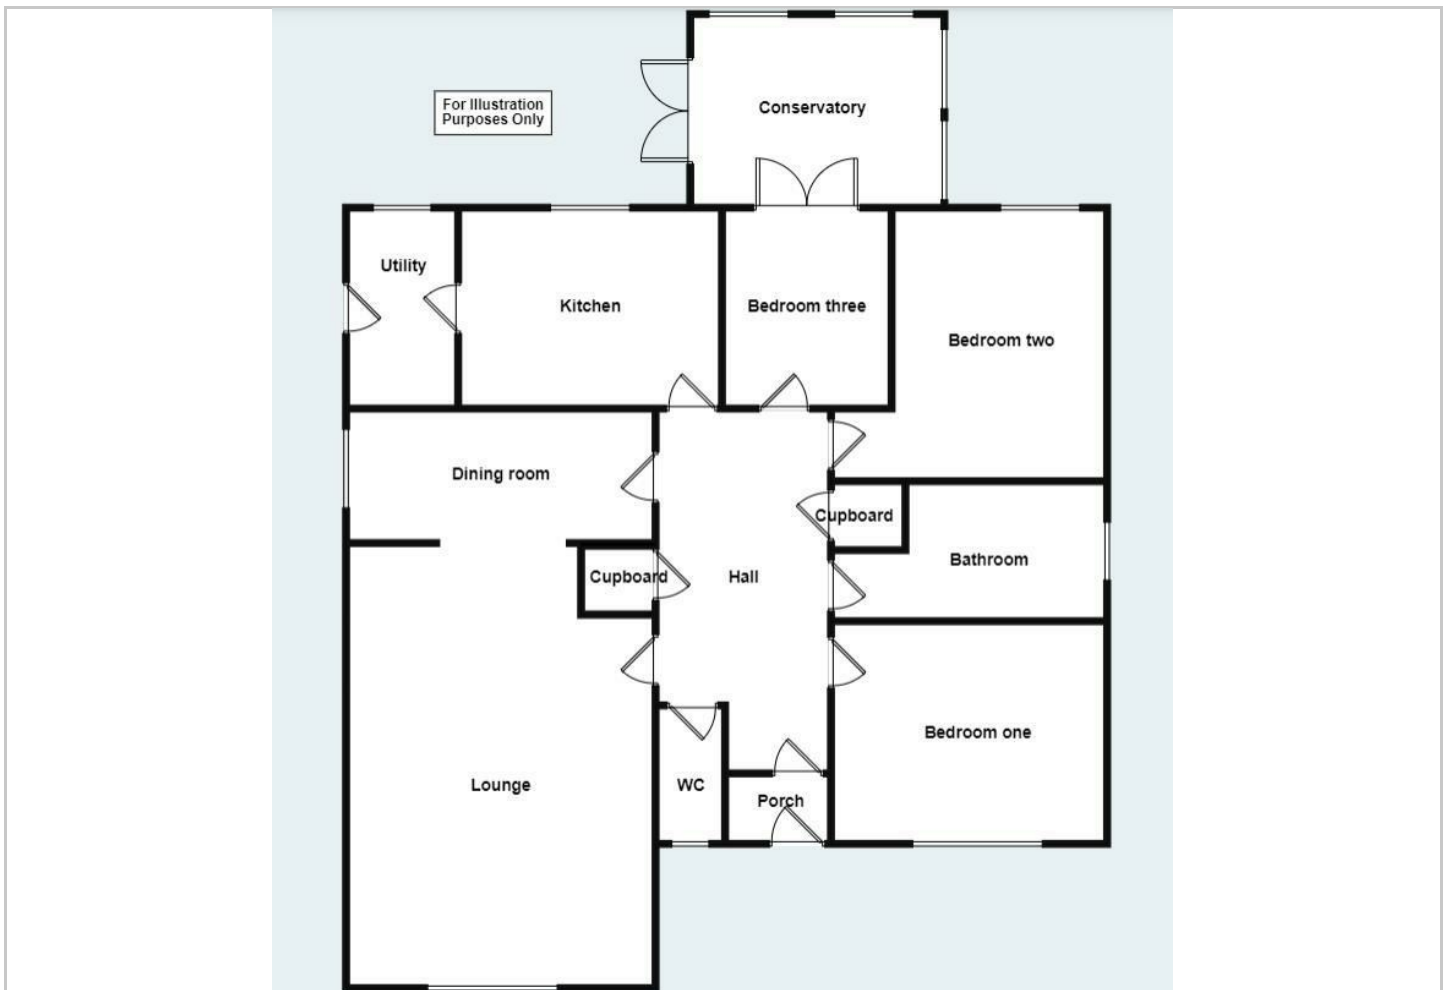 For Illustration
Purposes Only
Conservatory
Utility
Kitchen
Bedroom three
Bedroom two
Dining room
Cupboard
Bathroom
Cupboard
Hall
Bedroom one
Lounge
WC
Porch